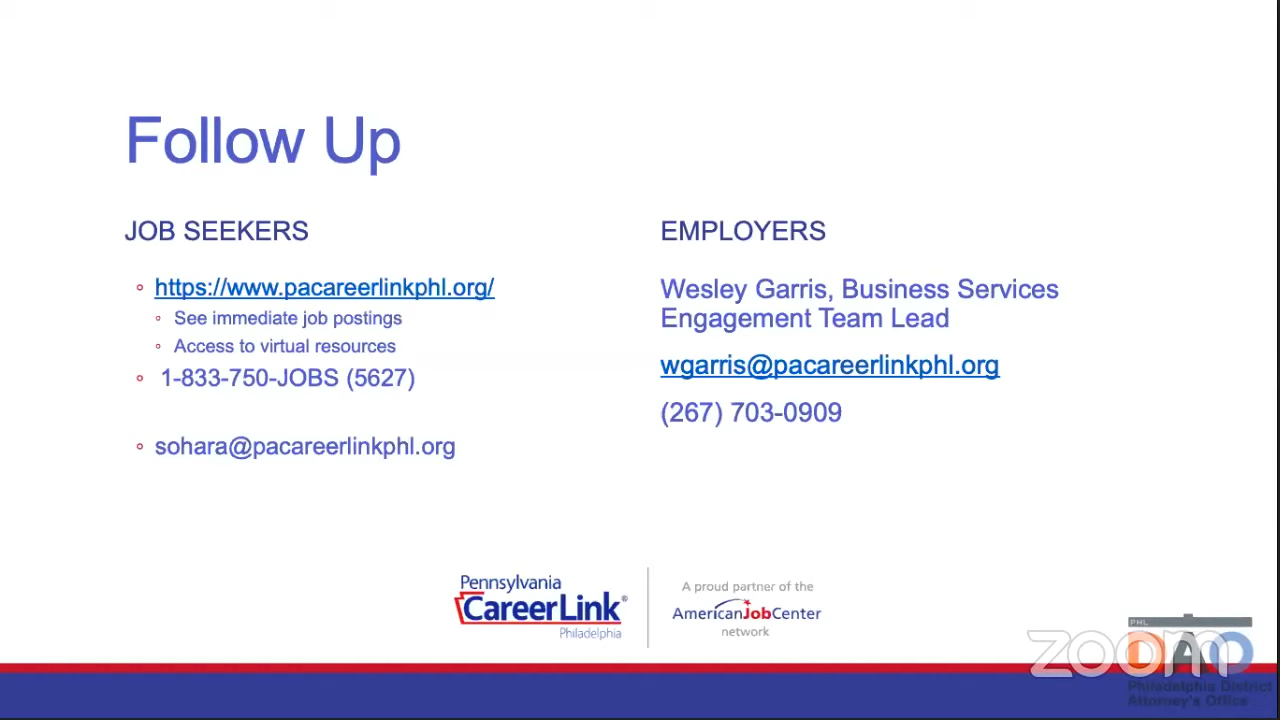 Follow Up
JOB SEEKERS
https://www.pacareerlinkphl.org/
See immediate job postings
Access to virtual resources
1-833-750-JOBS (5627)
sohara@pacareerlinkphl.org
EMPLOYERS
Wesley Garris, Business Services
Engagement Team Lead
wgarris@pacareerlinkphl.org
(267) 703-0909
Pennsylvania
CareerLink®
Philadelphia
A proud partner of the
AmericanJobCenter
network
PHL
DAO
zoom
Philadelphia District
Attorney's Office